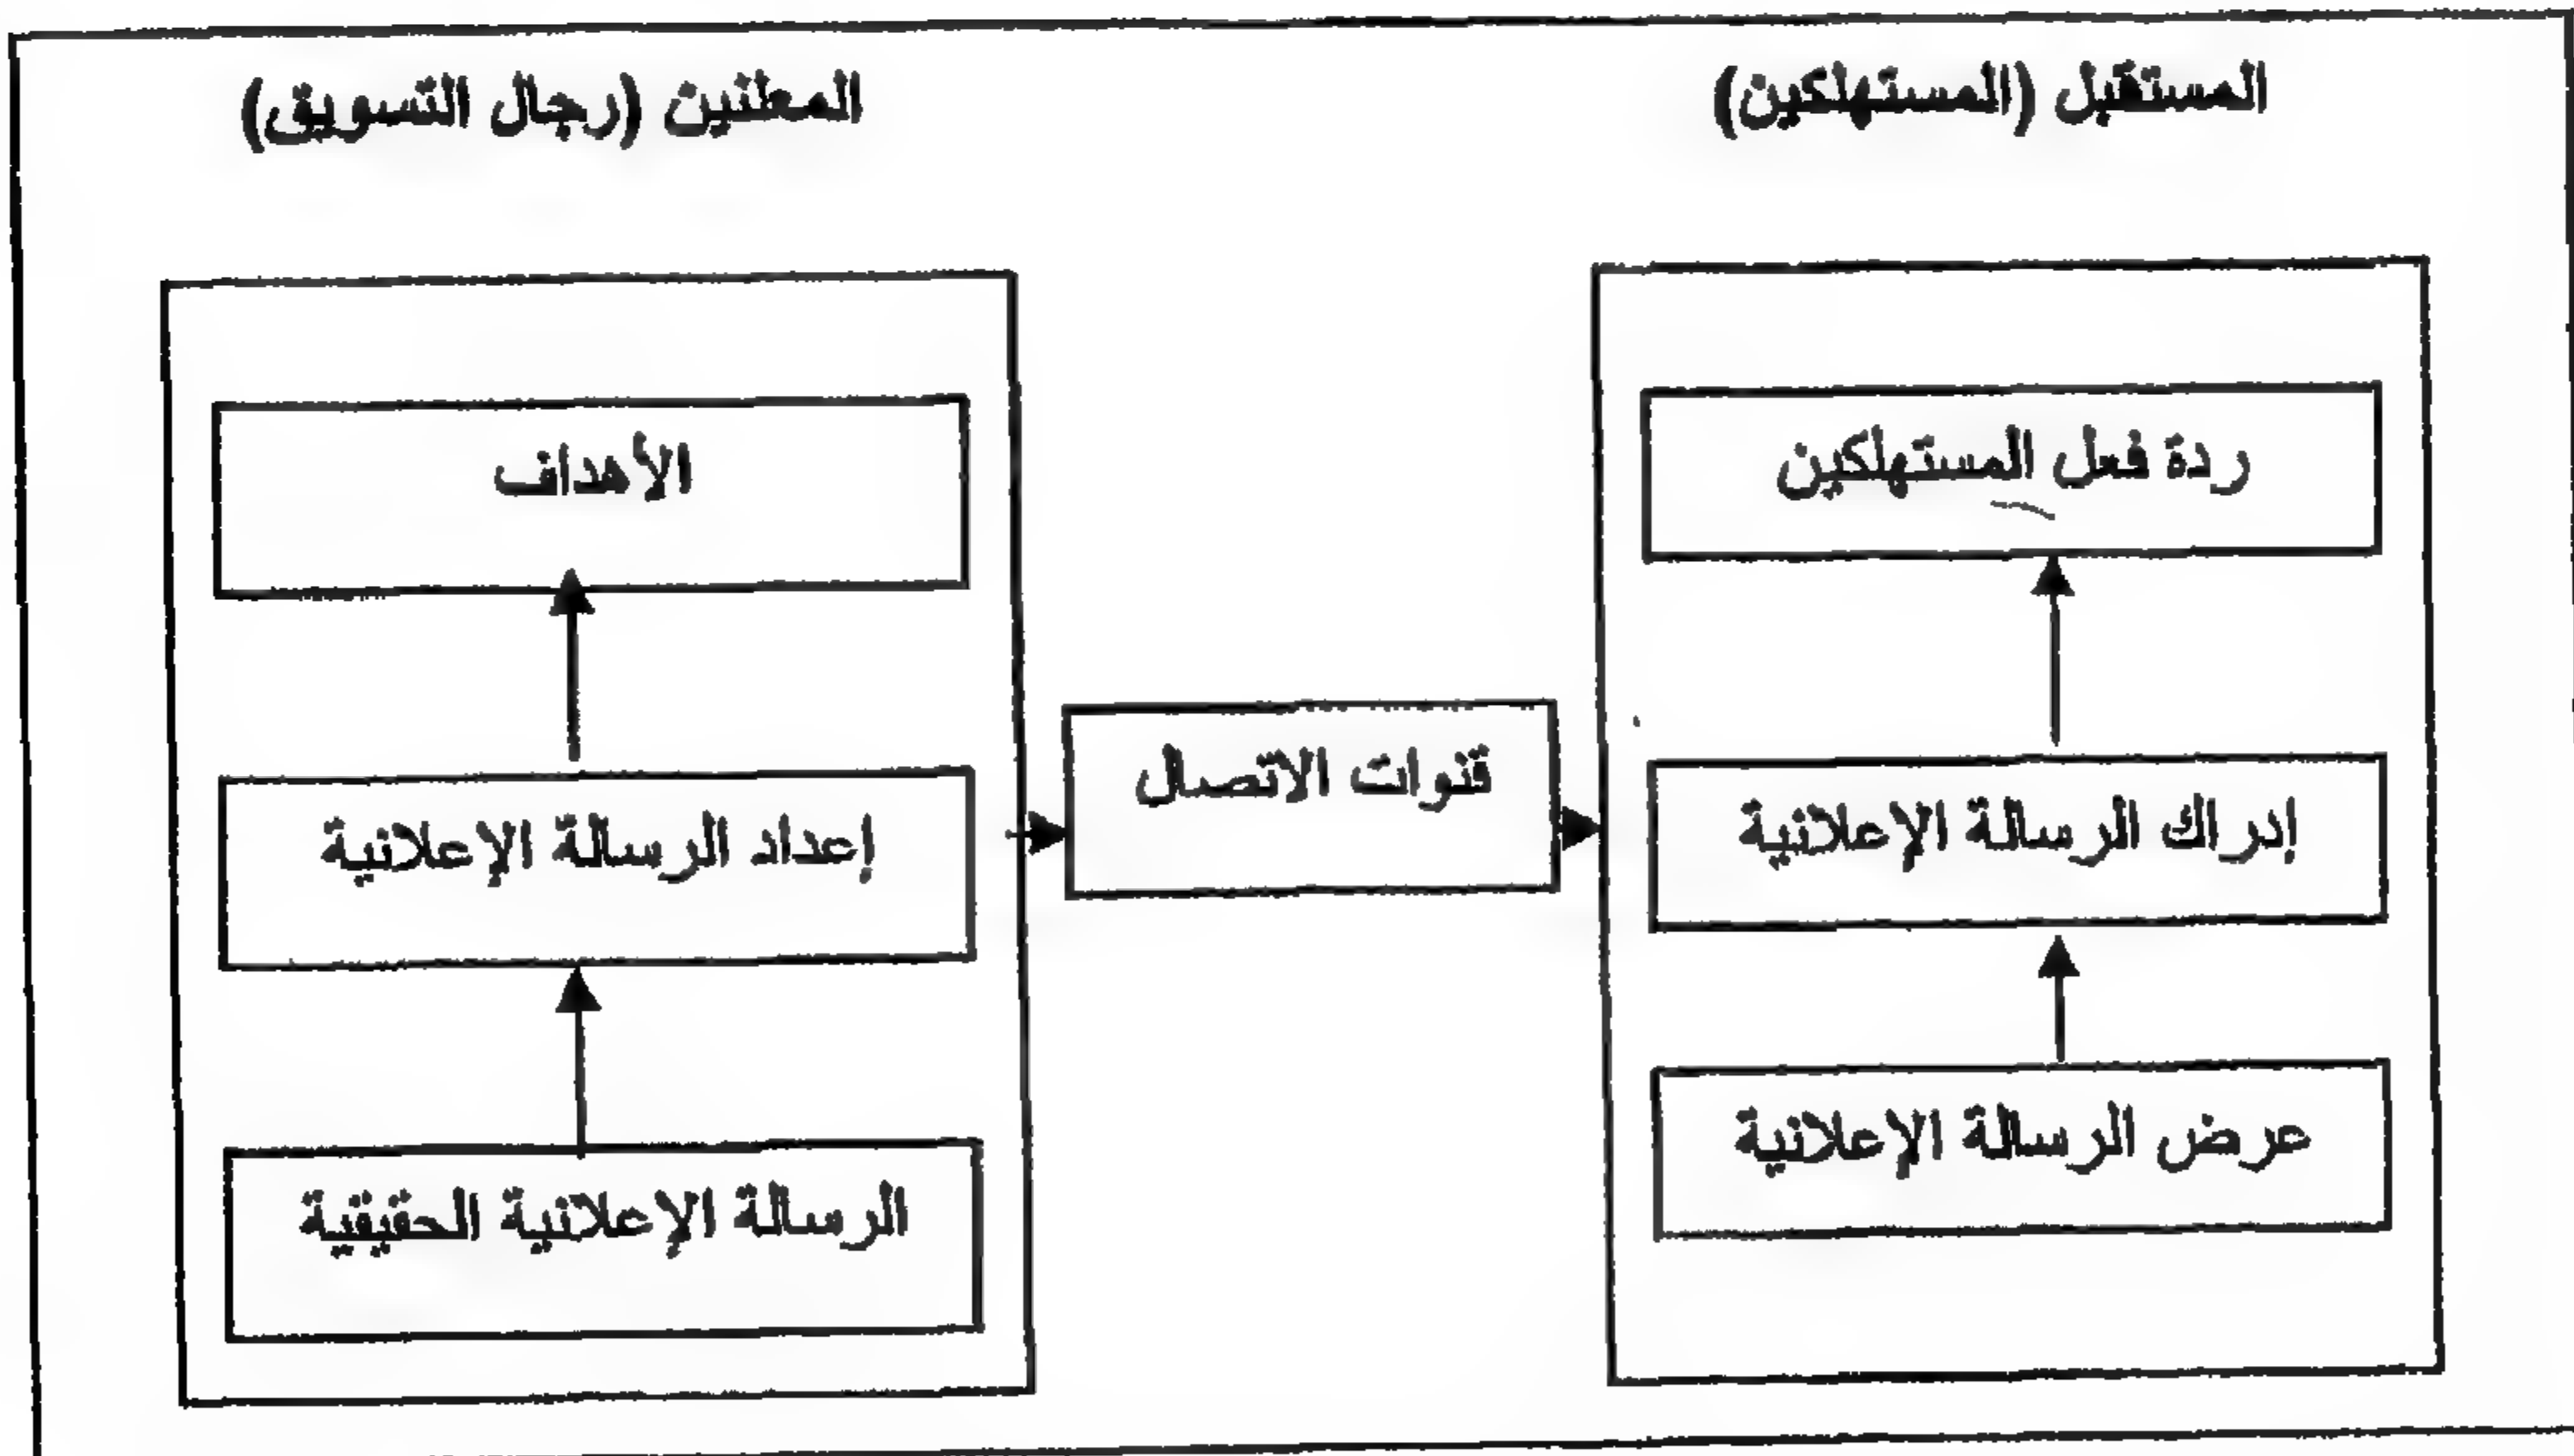 المستقبل (المستهلكين)
المعلنين (رجال التسويق)
ردة فعل المستهلكين
الأهداف
قنوات الاتصال
إدراك الرسالة الإعلانية
إعداد الرسالة الإعلانية
عرض الرسالة الإعلانية
الرسالة الإعلانية الحقيقية